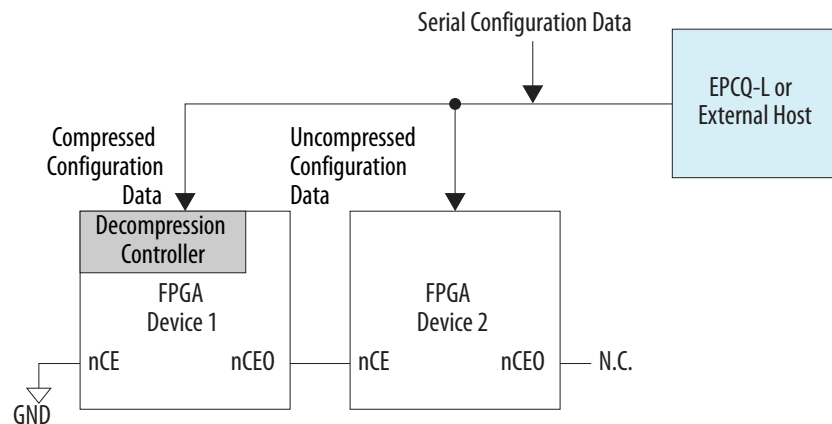 Serial Configuration Data
EPCQ-L or
External Host
Compressed
Configuration
Data
Uncompressed
Configuration
Data
Decompression
Controller
FPGA
Device 1
FPGA
Device 2
nCE
nCEO
nCE
nCEO
N.C.
GND